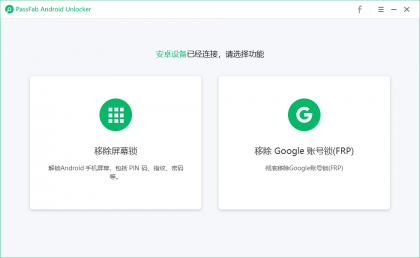 PassFab Android Unlocker
安卓设备已经连接，请选择功能
移除屏幕锁
解锁Android 手机屏幕，包括 PIN 码，指纹，密码
等。
移除 Google 账号锁(FRP)
彻底移除Google账号锁(FRP)